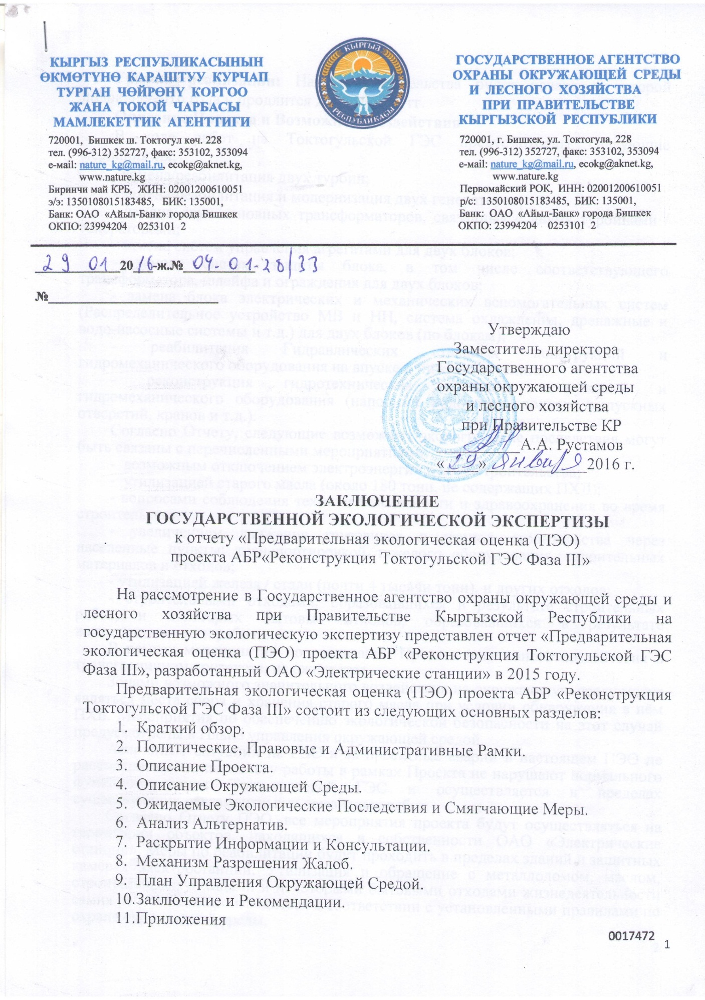 КЫРГЫЗ РЕСПУБЛИКАСЫНЫН
ӨКМӨТҮНӨ КАРАШТУУ КУРЧАП
ТУРГАН ЧӨЙРӨНҮ КОРГОО
ЖАНА ТОКОЙ ЧАРБАСЫ
МАМЛЕКЕТТИК АГЕНТТИГИ
720001, Бишкек ш. Токтогул көч. 228
тел. (996-312) 352727, факс: 353102, 353094
е-маil: nature_kg@mail.ru, ecokg@aknet.kg,
www.nature.kg
Биринчи май КРБ, ЖИН: 02001200610051
э/э: 1350108015183485, БИК: 135001,
Банк: ОАО «Айыл-Банк» города Бишкек
ОКПО: 23994204 0253101 2
КЫРГЫЗ
РЕСПУБЛИКАСЫ
ГОСУДАРСТВЕННОЕ АГЕНТСТВО
ОХРАНЫ ОКРУЖАЮЩЕЙ СРЕДЫ
И ЛЕСНОГО ХОЗЯЙСТВА
ПРИ ПРАВИТЕЛЬСТВЕ
КЫРГЫЗСКОЙ РЕСПУБЛИКИ
720001, г. Бишкек, ул. Токтогула, 228
тел. (996-312) 352727, факс: 353102, 353094
е-маil: nature_kg@mail.ru, ecokg@aknet.kg,
www.nature.kg
Первомайский РОК, ИНН: 02001200610051
р/с: 1350108015183485, БИК: 135001,
Банк: ОАО «Айыл-Банк» города Бишкек
ОКПО: 23994204 0253101 2
29 01 2016-ж.№ 04 01-28/33
№
Утверждаю
Заместитель директора
Государственного агентства
охраны окружающей среды
и лесного хозяйства
при Правительстве КР
А.А. Рустамов
« 29 » января 2016 г.
ЗАКЛЮЧЕНИЕ
ГОСУДАРСТВЕННОЙ ЭКОЛОГИЧЕСКОЙ ЭКСПЕРТИЗЫ
к отчету «Предварительная экологическая оценка (ПЭО)
проекта АБР«Реконструкция Токтогульской ГЭС Фаза III»
На рассмотрение в Государственное агентство охраны окружающей среды и
лесного хозяйства при Правительстве Кыргызской Республики на
государственную экологическую экспертизу представлен отчет «Предварительная
экологическая оценка (ПЭО) проекта АБР «Реконструкция Токтогульской ГЭС
Фаза III», разработанный ОАО «Электрические станции» в 2015 году.
Предварительная экологическая оценка (ПЭО) проекта АБР «Реконструкция
Токтогульской ГЭС Фаза III» состоит из следующих основных разделов:
1. Краткий обзор.
2. Политические, Правовые и Административные Рамки.
3. Описание Проекта.
4. Описание Окружающей Среды.
5. Ожидаемые Экологические Последствия и Смягчающие Меры.
6. Анализ Альтернатив.
7. Раскрытие Информации и Консультации.
8. Механизм Разрешения Жалоб.
9. План Управления Окружающей Средой.
10.Заключение и Рекомендации.
11.Приложения
0017472
1